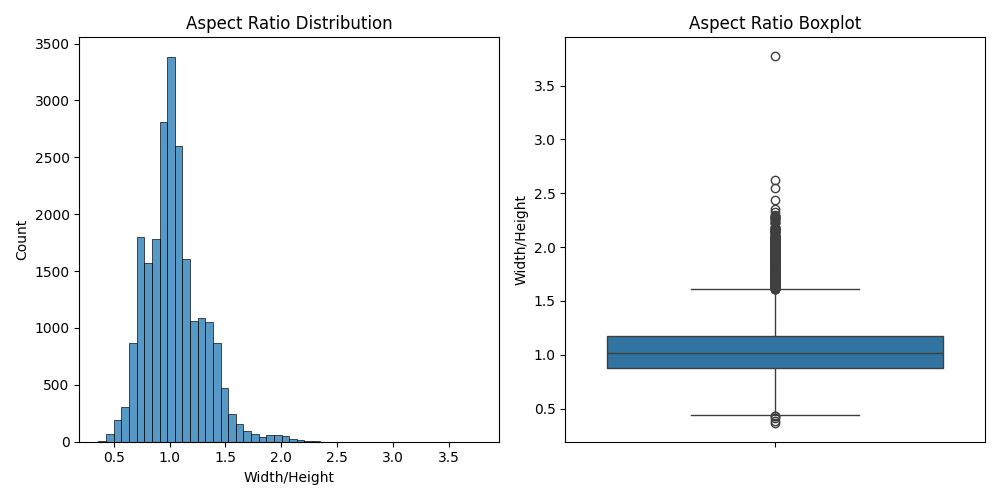 Aspect Ratio Distribution
3500
3000
2500
2000
1500
1000
500
0
Count
0.5 1.0 1.5 2.0 2.5 3.0 3.5
Width/Height
Aspect Ratio Boxplot
3.5
3.0
2.5
2.0
1.5
1.0
0.5
Width/Height